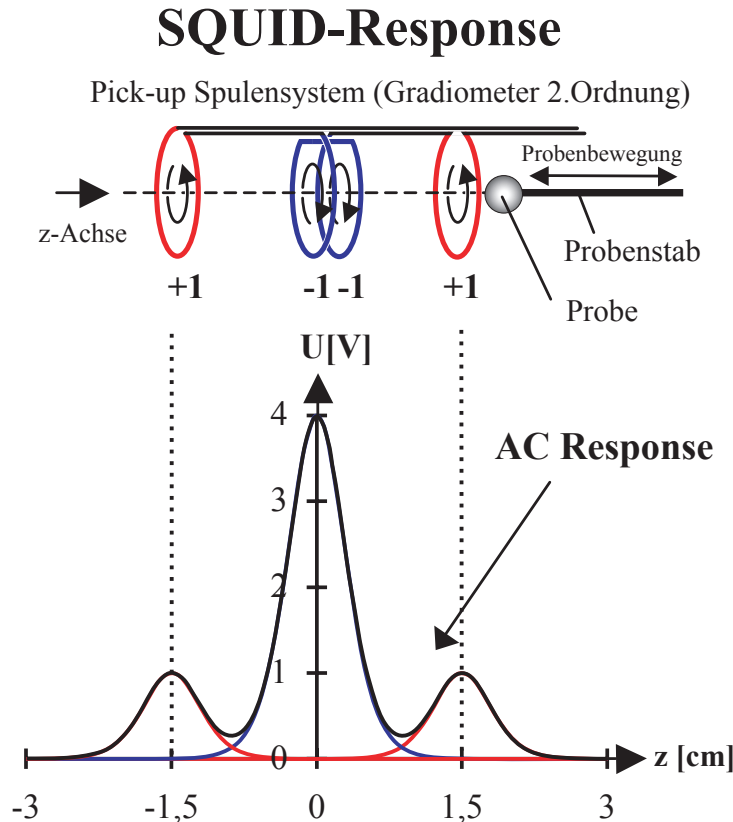 SQUID-Response
Pick-up Spulensystem (Gradiometer 2.Ordnung)
Probenbewegung
z-Achse
Probenstab
+1 -1 -1 +1
Probe
U[V]
4
AC Response
3
2
1
0
z [cm]
-3 -1,5 0 1,5 3